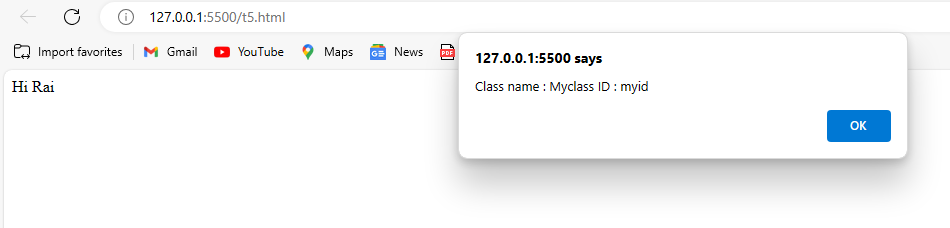 127.0.0.1:5500/t5.html
Import favorites Gmail YouTube Maps News PDF
127.0.0.1:5500 says
Hi Rai
Class name : Myclass ID : myid
OK